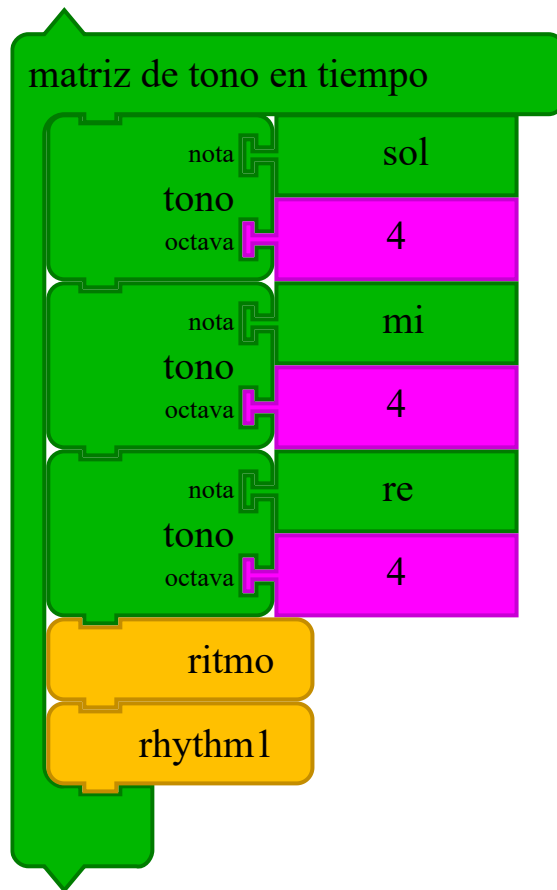 matriz de tono en tiempo
nota
sol
tono
octava
4
nota
mi
tono
octava
4
nota
re
tono
octava
4
ritmo
rhythm1